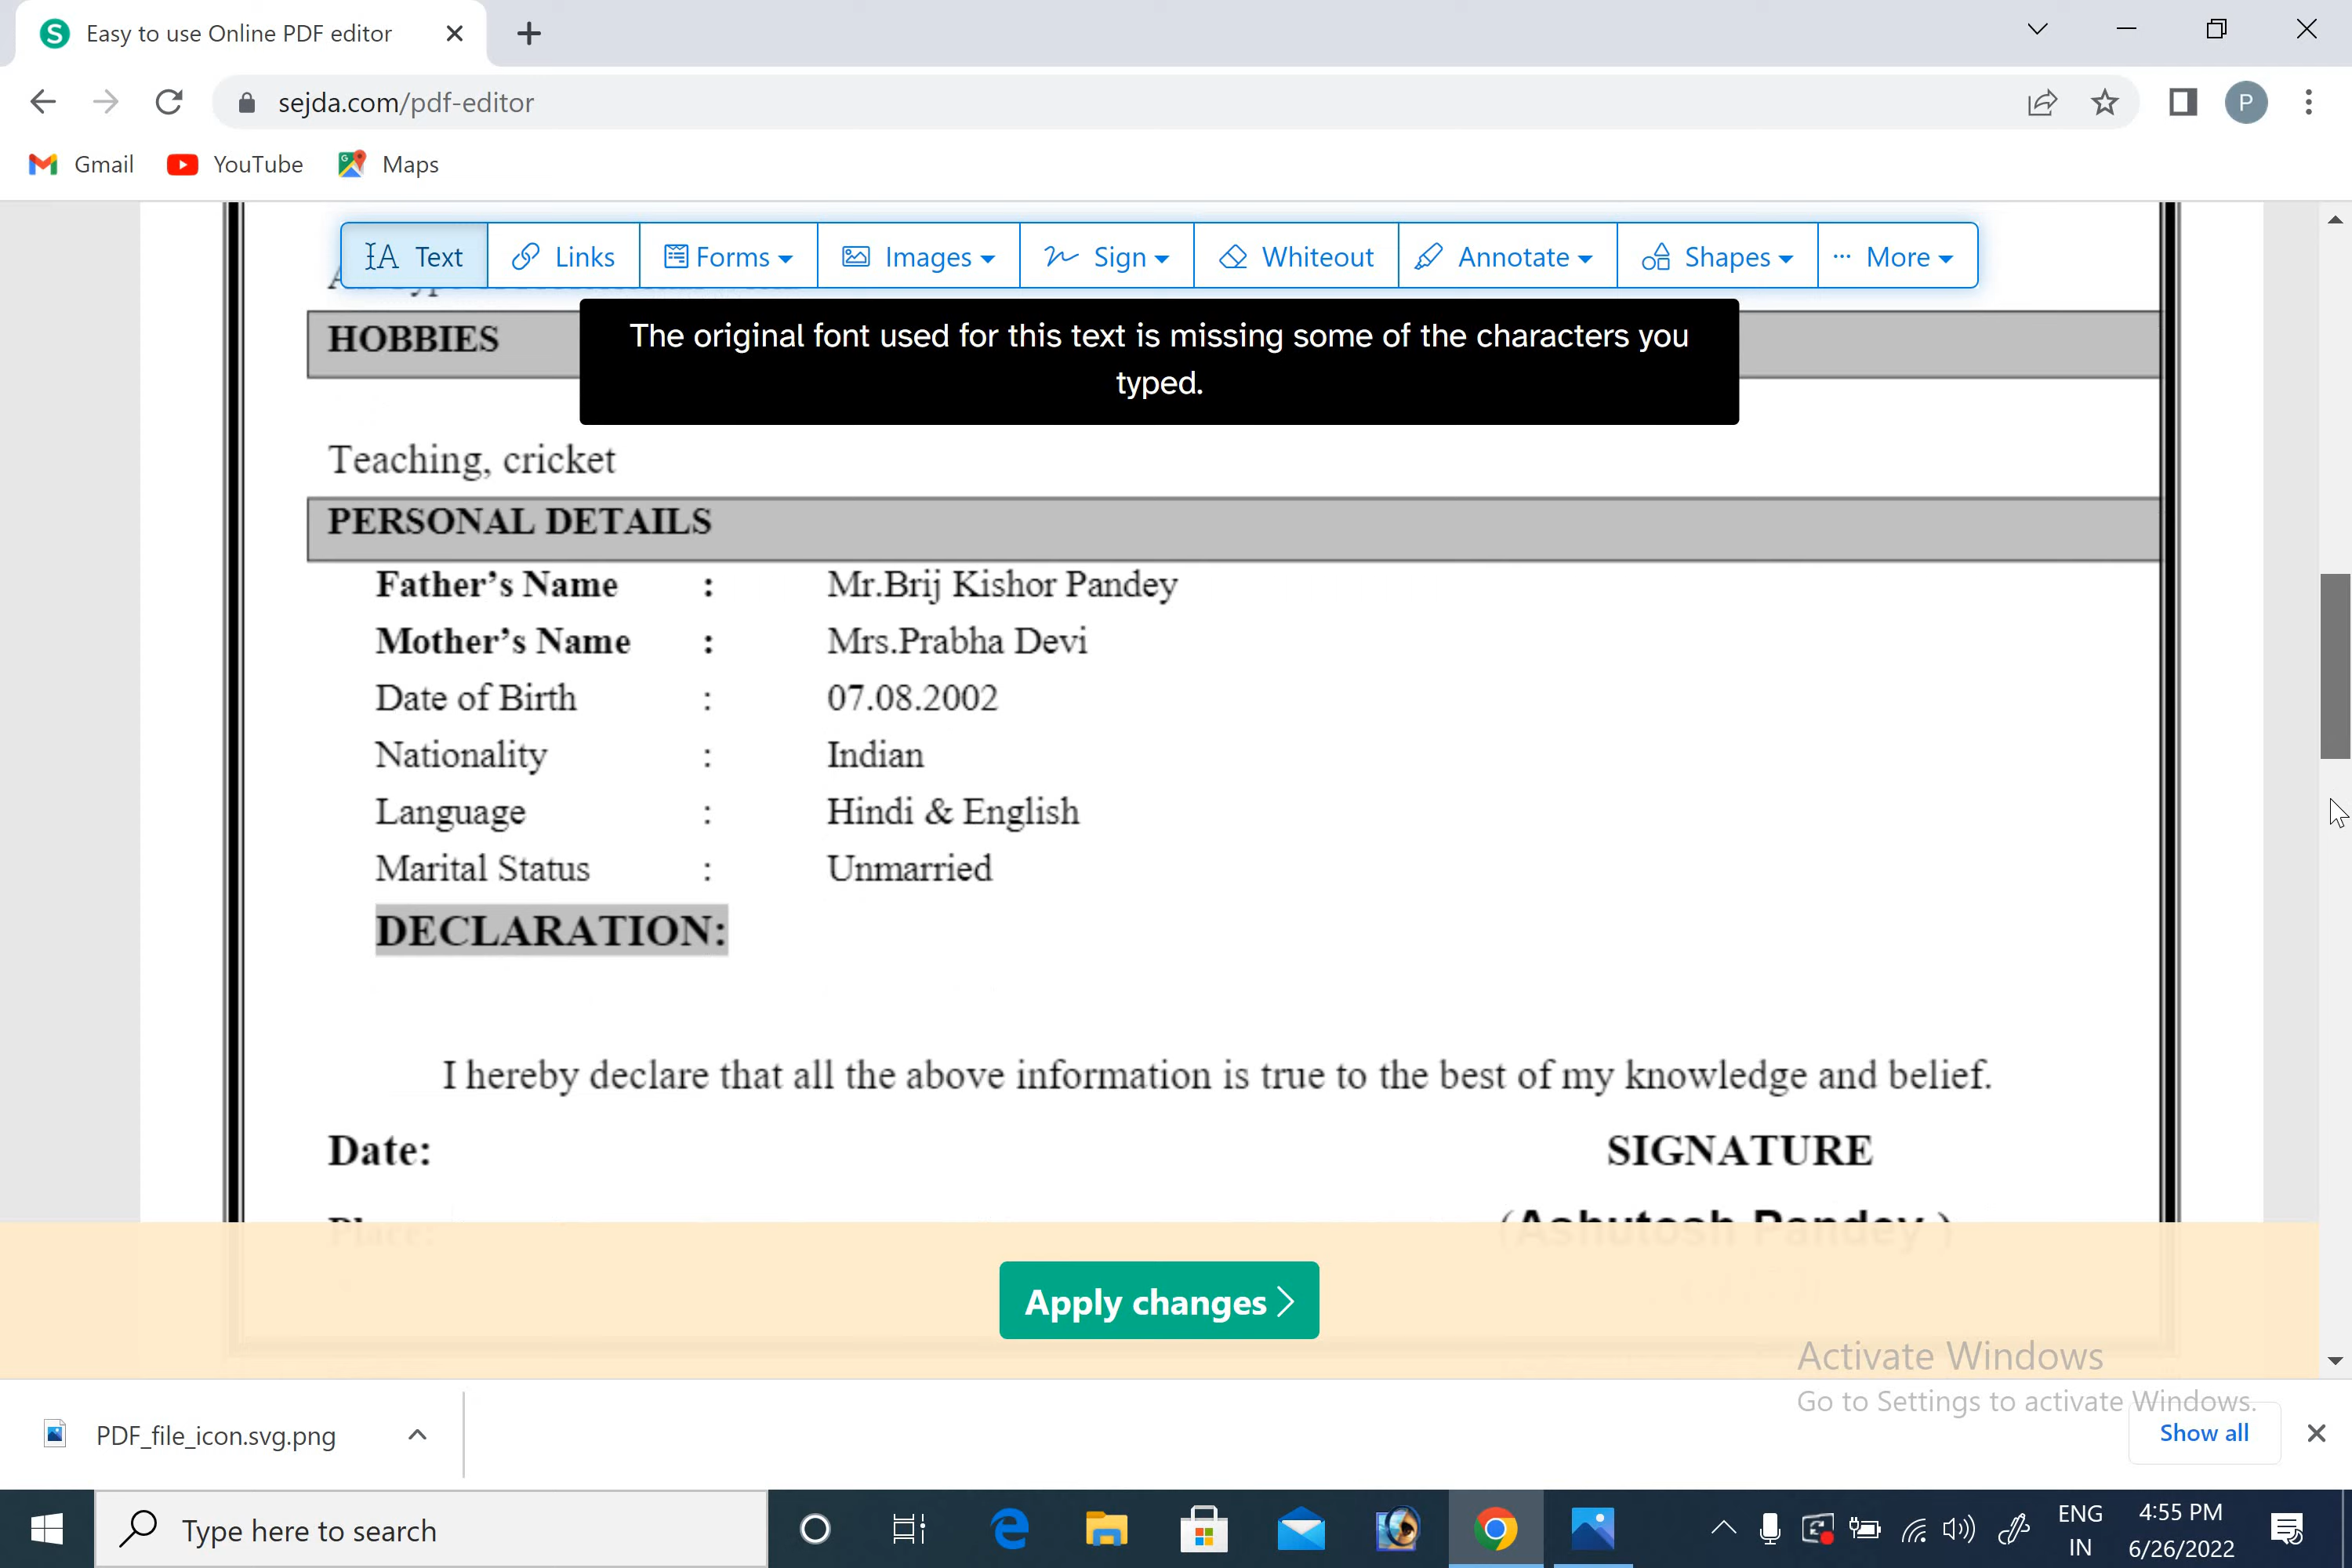 Easy to use Online PDF editor
sejda.com/pdf-editor
P
Gmail YouTube Maps
Text Links Forms Images Sign Whiteout Annotate Shapes More
The original font used for this text is missing some of the characters you
typed.
HOBBIES
Teaching, cricket
PERSONAL DETAILS
Father’s Name : Mr.Brij Kishor Pandey
Mother’s Name : Mrs.Prabha Devi
Date of Birth : 07.08.2002
Nationality : Indian
Language : Hindi & English
Marital Status : Unmarried
DECLARATION:
I hereby declare that all the above information is true to the best of my knowledge and belief.
Date: SIGNATURE
Place: (Ashutosh Pandey )
Apply changes
Activate Windows
Go to Settings to activate Windows.
PDF_file_icon.svg.png
Show all
Type here to search
ENG
IN
4:55 PM
6/26/2022